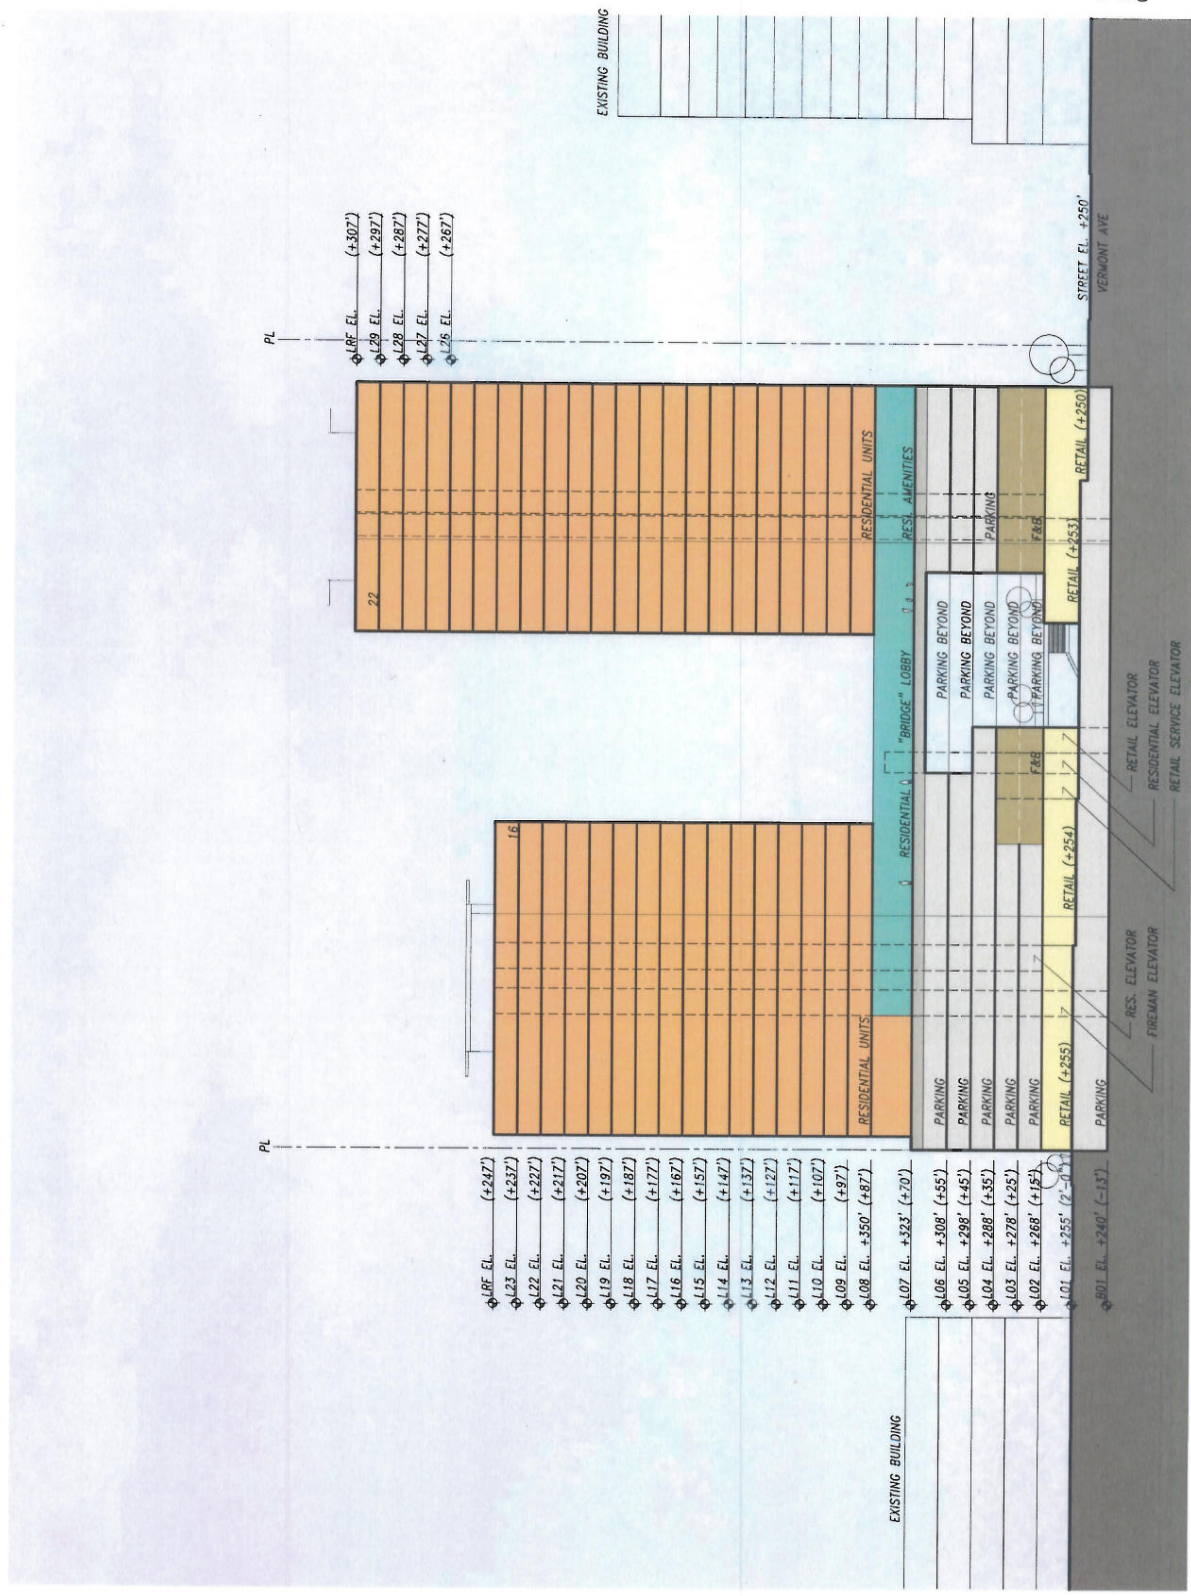 EXISTING BUILDING
PL
LRF EL. (+307')
L29 EL. (+297')
L28 EL. (+287')
L27 EL. (+277')
L26 EL. (+267')
PL
LRF EL. (+247')
L23 EL. (+237')
L22 EL. (+227')
L21 EL. (+217')
L20 EL. (+207')
L19 EL. (+197')
L18 EL. (+187')
L17 EL. (+177')
L16 EL. (+167')
L15 EL. (+157')
L14 EL. (+147')
L13 EL. (+137')
L12 EL. (+127')
L11 EL. (+117')
L10 EL. (+107')
L09 EL. (+97')
L08 EL. +350' (+87')
L07 EL. +323' (+70')
L06 EL. +308' (+55')
L05 EL. +298' (+45')
L04 EL. +288' (+35')
L03 EL. +278' (+25')
L02 EL. +268' (+15')
L01 EL. +255' (2'-0")
B01 EL. +240' (-13')
EXISTING BUILDING
22
16
RESIDENTIAL UNITS
RESIDENTIAL UNITS
RESIDENTIAL "BRIDGE" LOBBY
RESI. AMENITIES
PARKING
PARKING
PARKING
PARKING
PARKING
PARKING BEYOND
PARKING BEYOND
PARKING BEYOND
PARKING BEYOND
PARKING BEYOND
PARKING
F&B
F&B
RETAIL (+255)
RETAIL (+254)
RETAIL (+253)
RETAIL (+250)
PARKING
STREET EL. +250'
VERMONT AVE
RES. ELEVATOR
FIREMAN ELEVATOR
RETAIL ELEVATOR
RESIDENTIAL ELEVATOR
RETAIL SERVICE ELEVATOR